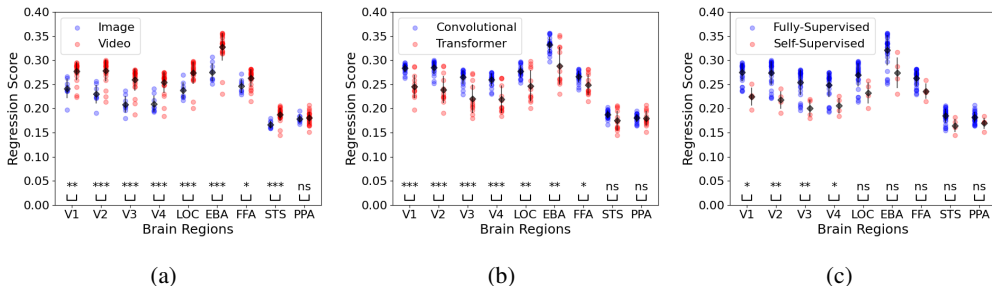 Image
Video
Regression Score
0.40
0.35
0.30
0.25
0.20
0.15
0.10
0.05
0.00
** *** *** *** *** *** * *** ns
V1 V2 V3 V4 LOC EBA FFA STS PPA
Brain Regions
(a)
Convolutional
Transformer
Regression Score
0.40
0.35
0.30
0.25
0.20
0.15
0.10
0.05
0.00
*** *** *** *** ** ** * ns ns
V1 V2 V3 V4 LOC EBA FFA STS PPA
Brain Regions
(b)
Fully-Supervised
Self-Supervised
Regression Score
0.40
0.35
0.30
0.25
0.20
0.15
0.10
0.05
0.00
* ** ** * ns ns ns ns ns
V1 V2 V3 V4 LOC EBA FFA STS PPA
Brain Regions
(c)